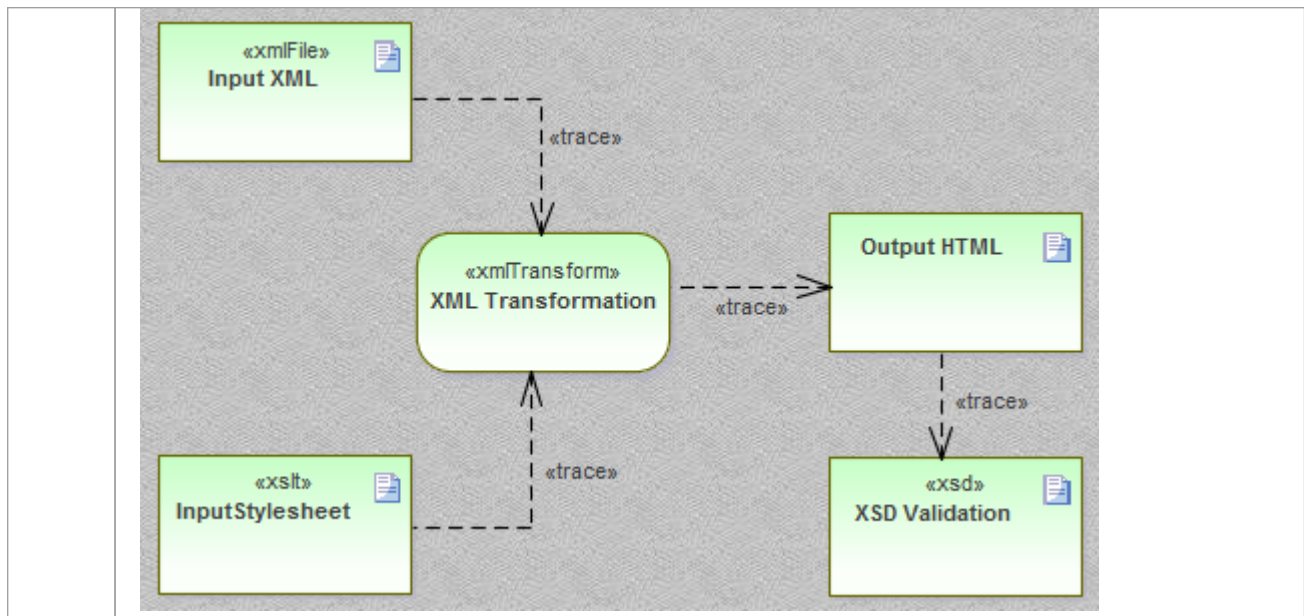 «xmlFile»
Input XML
«trace»
«xmlTransform»
XML Transformation
«trace»
Output HTML
«trace»
«xslt»
InputStylesheet
«trace»
«xsd»
XSD Validation